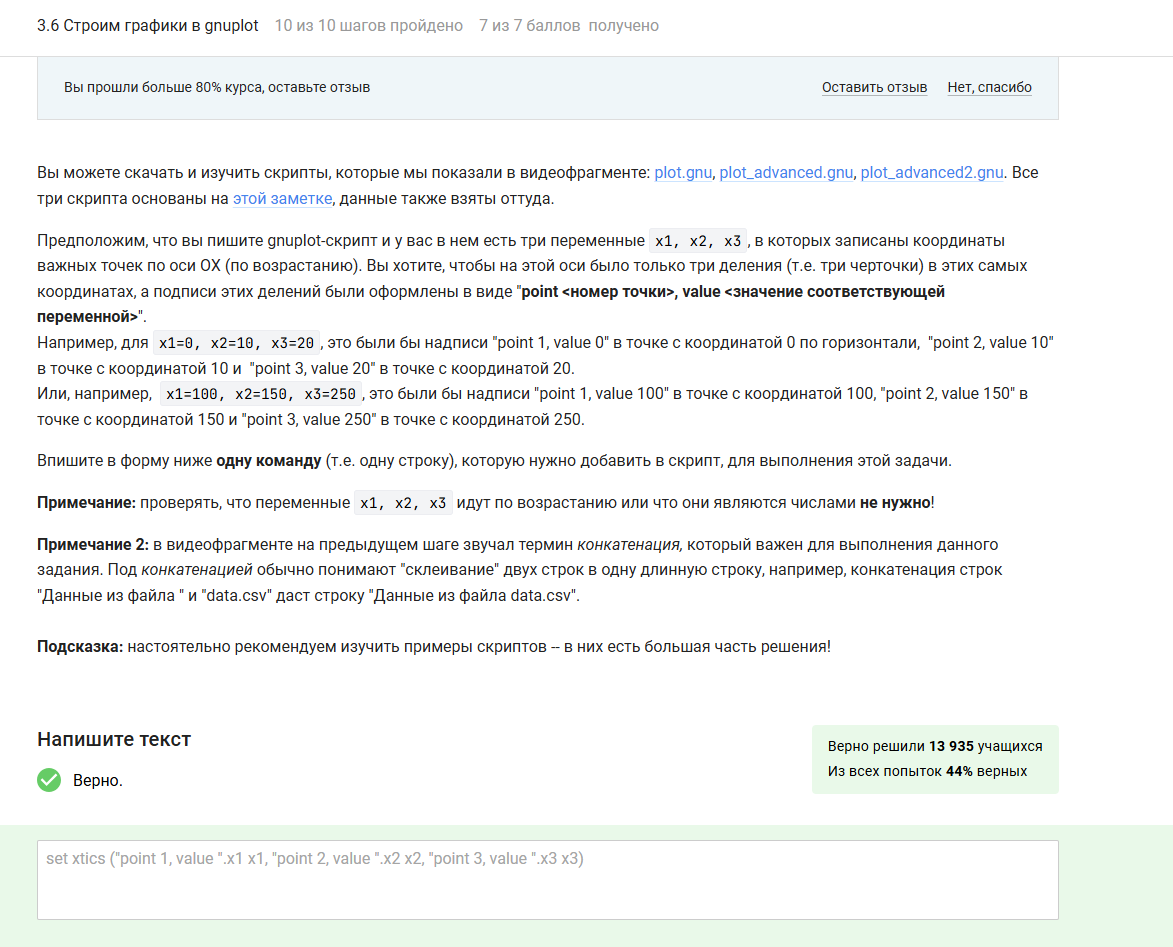 3.6 Строим графики в gnuplot 10 из 10 шагов пройдено 7 из 7 баллов получено
Вы прошли больше 80% курса, оставьте отзыв Оставить отзыв Нет, спасибо
Вы можете скачать и изучить скрипты, которые мы показали в видеофрагменте: plot.gnu, plot_advanced.gnu, plot_advanced2.gnu. Все
три скрипта основаны на этой заметке, данные также взяты оттуда.
Предположим, что вы пишите gnuplot-скрипт и у вас в нем есть три переменные x1, x2, x3, в которых записаны координаты
важных точек по оси OX (по возрастанию). Вы хотите, чтобы на этой оси было только три деления (т.е. три черточки) в этих самых
координатах, а подписи этих делений были оформлены в виде "point <номер точки>, value <значение соответствующей
переменной>".
Например, для x1=0, x2=10, x3=20, это были бы надписи "point 1, value 0" в точке с координатой 0 по горизонтали, "point 2, value 10"
в точке с координатой 10 и "point 3, value 20" в точке с координатой 20.
Или, например, x1=100, x2=150, x3=250, это были бы надписи "point 1, value 100" в точке с координатой 100, "point 2, value 150" в
точке с координатой 150 и "point 3, value 250" в точке с координатой 250.
Впишите в форму ниже одну команду (т.е. одну строку), которую нужно добавить в скрипт, для выполнения этой задачи.
Примечание: проверять, что переменные x1, x2, x3 идут по возрастанию или что они являются числами не нужно!
Примечание 2: в видеофрагменте на предыдущем шаге звучал термин конкатенация, который важен для выполнения данного
задания. Под конкатенацией обычно понимают "склеивание" двух строк в одну длинную строку, например, конкатенация строк
"Данные из файла " и "data.csv" даст строку "Данные из файла data.csv".
Подсказка: настоятельно рекомендуем изучить примеры скриптов -- в них есть большая часть решения!
Напишите текст
Верно.
Верно решили 13 935 учащихся
Из всех попыток 44% верных
set xtics ("point 1, value ".x1 x1, "point 2, value ".x2 x2, "point 3, value ".x3 x3)